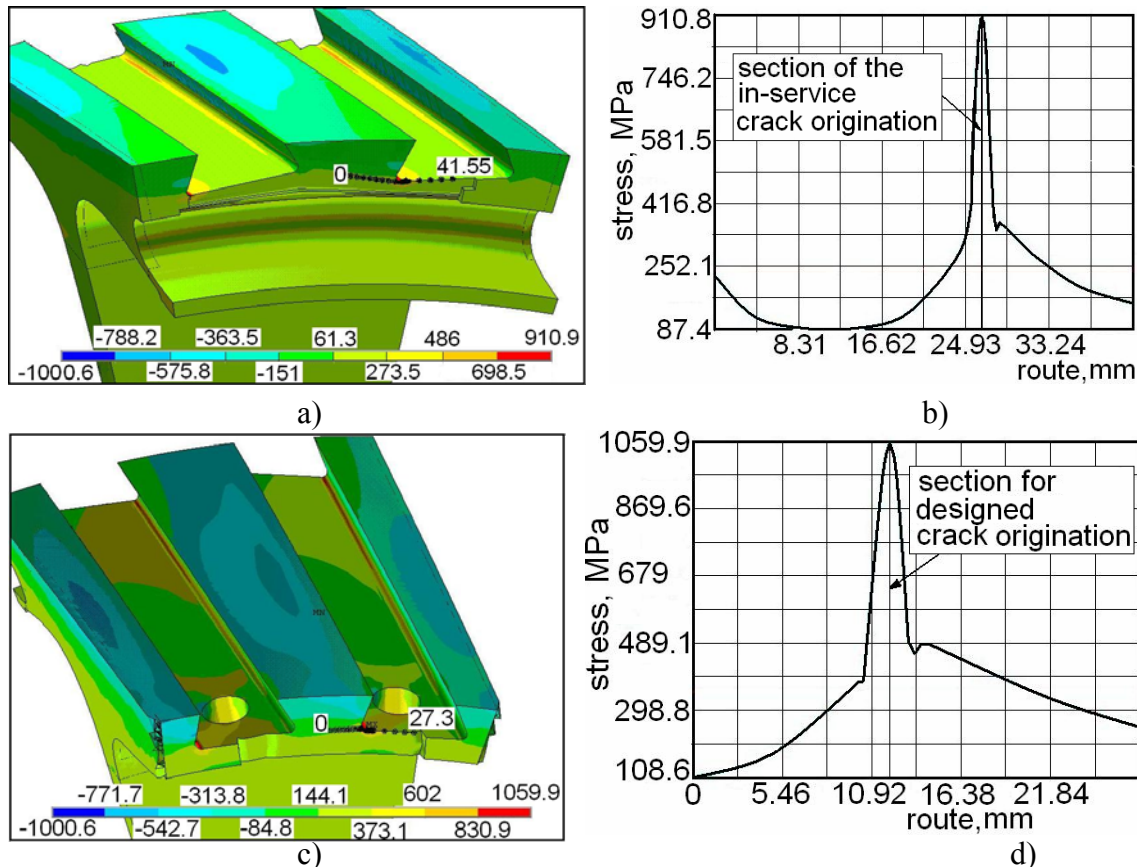 0
41.55
-788.2 -363.5 61.3 486 910.9
-1000.6 -575.8 -151 273.5 698.5
a)
910.8
746.2
581.5
416.8
252.1
87.4
stress, MPa
section of the
in-service
crack origination
8.31 16.62 24.93 33.24
route,mm
b)
0
27.3
-771.7 -313.8 144.1 602 1059.9
-1000.6 -542.7 -84.8 373.1 830.9
c)
1059.9
869.6
679
489.1
298.8
108.6
stress, MPa
section for
designed
crack origination
0 5.46 10.92 16.38 21.84
route,mm
d)